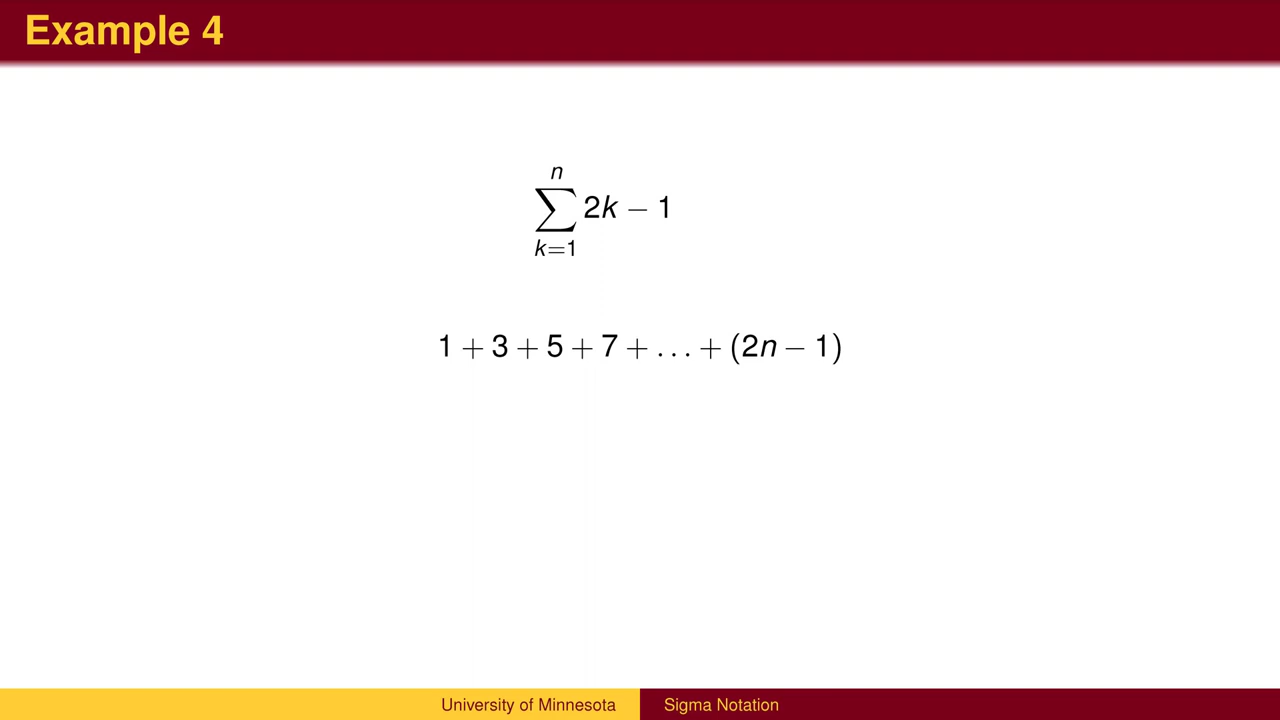 Example 4
n
∑ 2k − 1
k=1
1 + 3 + 5 + 7 + … + (2n − 1)
University of Minnesota
Sigma Notation